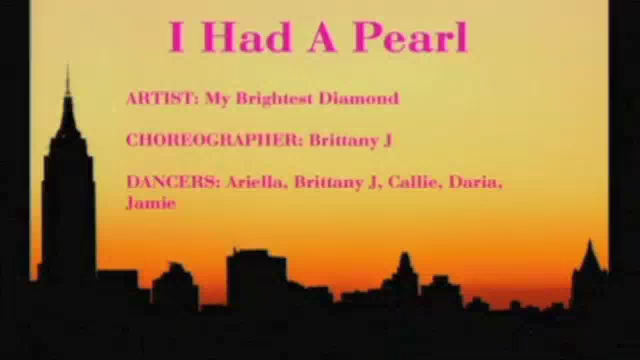 I Had A Pearl
ARTIST: My Brightest Diamond
CHOREOGRAPHER: Brittany J
DANCERS: Ariella, Brittany J, Callie, Daria,
Jamie